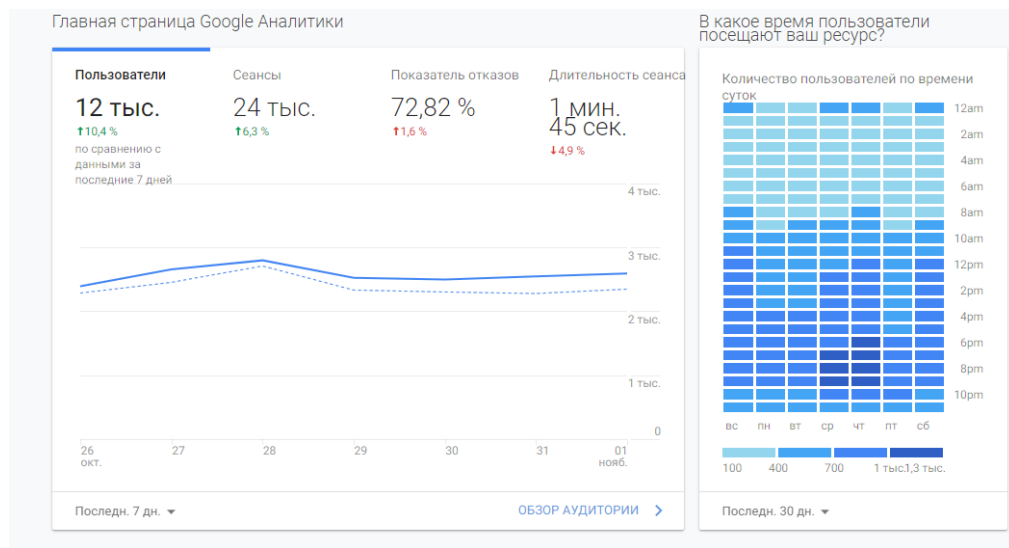 Главная страница Google Аналитики
Пользователи
12 тыс.
↑10,4 %
по сравнению с
данными за
последние 7 дней
Сеансы
24 тыс.
↑6,3 %
Показатель отказов
72,82 %
↑1,6 %
Длительность сеанса
1 мин.
45 сек.
↓4,9 %
4 тыс.
3 тыс.
2 тыс.
1 тыс.
0
26
окт.
27
28
29
30
31
01
нояб.
Последн. 7 дн.
ОБЗОР АУДИТОРИИ
В какое время пользователи
посещают ваш ресурс?
Количество пользователей по времени
суток
12am
2am
4am
6am
8am
10am
12pm
2pm
4pm
6pm
8pm
10pm
вс пн вт ср чт пт сб
100 400 700 1 тыс.1,3 тыс.
Последн. 30 дн.